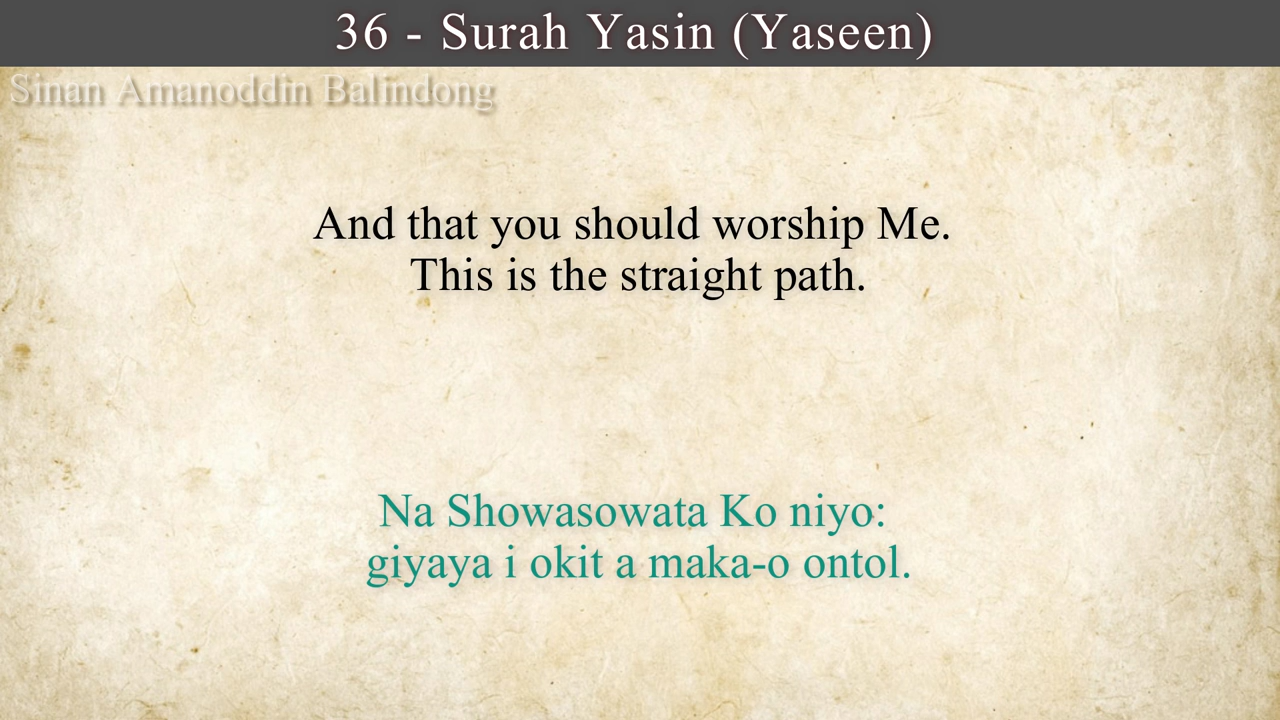 36 - Surah Yasin (Yaseen)
Sinan Amanoddin Balindong
And that you should worship Me.
This is the straight path.
Na Showasowata Ko niyo:
giyaya i okit a maka-o ontol.